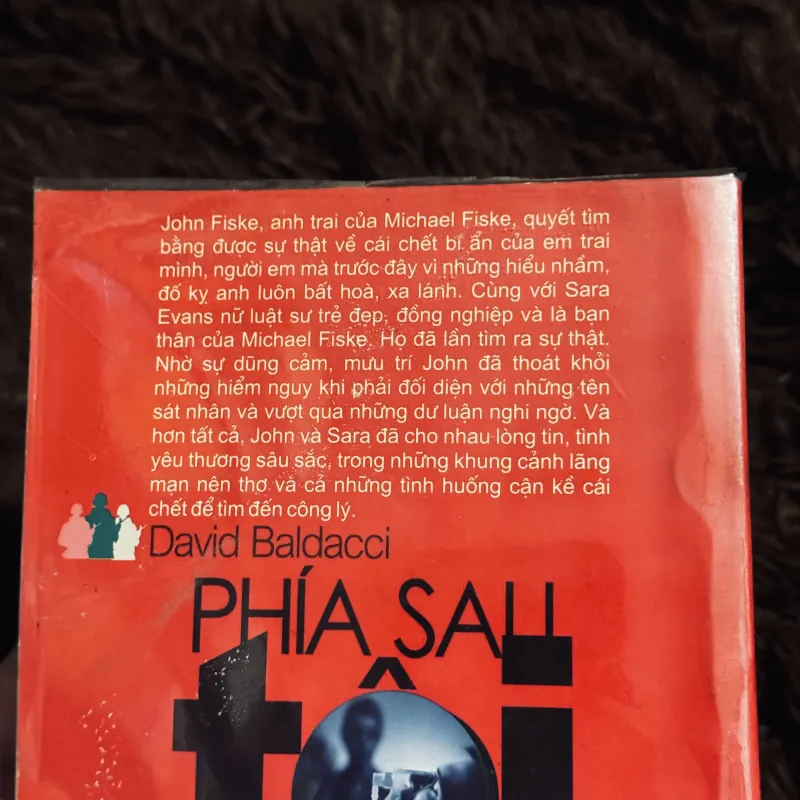 John Fiske, anh trai của Michael Fiske, quyết tìm
bằng được sự thật về cái chết bí ẩn của em trai
mình, người em mà trước đây vì những hiểu nhầm,
đố kỵ anh luôn bất hoà, xa lánh. Cùng với Sara
Evans nữ luật sư trẻ đẹp, đồng nghiệp và là bạn
thân của Michael Fiske. Họ đã lần tìm ra sự thật.
Nhờ sự dũng cảm, mưu trí John đã thoát khỏi
những hiểm nguy khi phải đối diện với những tên
sát nhân và vượt qua những dư luận nghi ngờ. Và
hơn tất cả, John và Sara đã cho nhau lòng tin, tình
yêu thương sâu sắc, trong những khung cảnh lãng
mạn nên thơ và cả những tình huống cận kề cái
chết để tìm đến công lý.
David Baldacci
PHÍA SAU
tôi